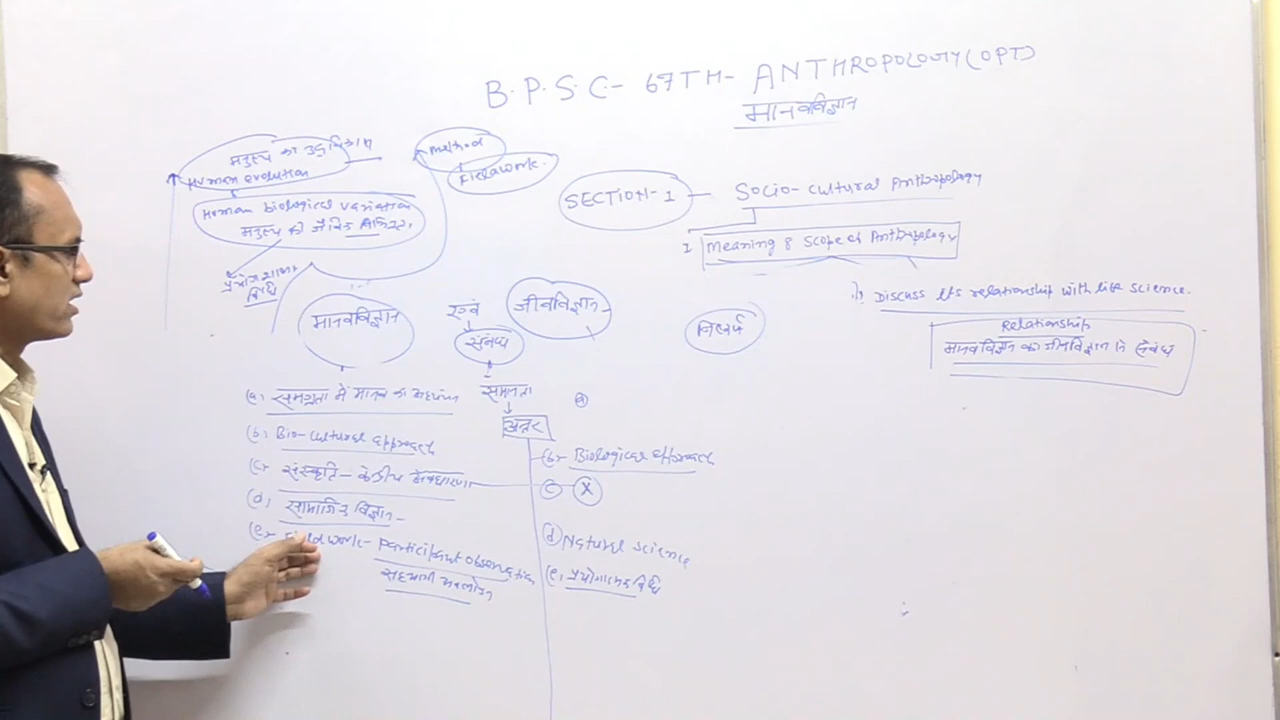 B.P.S.C- 67TH- ANTHROPOLOGY(OPT)
मानवविज्ञान
मनुष्य का उद्विकास
Human evolution
Human biological variation
मनुष्य की जैविक
प्रयोगशाला
विधि
Method
Fieldwork.
SECTION-1 - Socio-cultural Anthropology
1 Meaning & Scope of Anthropology
Discuss its relationship with life science.
Relationship
मानवविज्ञान का जीवविज्ञान से संबंध
मानवविज्ञान एवं जीवविज्ञान
संबंध
निष्कर्ष
समानता
अन्तर
(a) समग्रता में मानव का अध्ययन
(b) Bio-cultural approach
(c) संस्कृति - केन्द्रीय अवधारणा
(d) सामाजिक विज्ञान
(e) Field work- Participant observation
सहभागी अवलोकन
(a)
(b) Biological approach
(c) - X
(d) Natural Science
(e) प्रयोगात्मक विधि